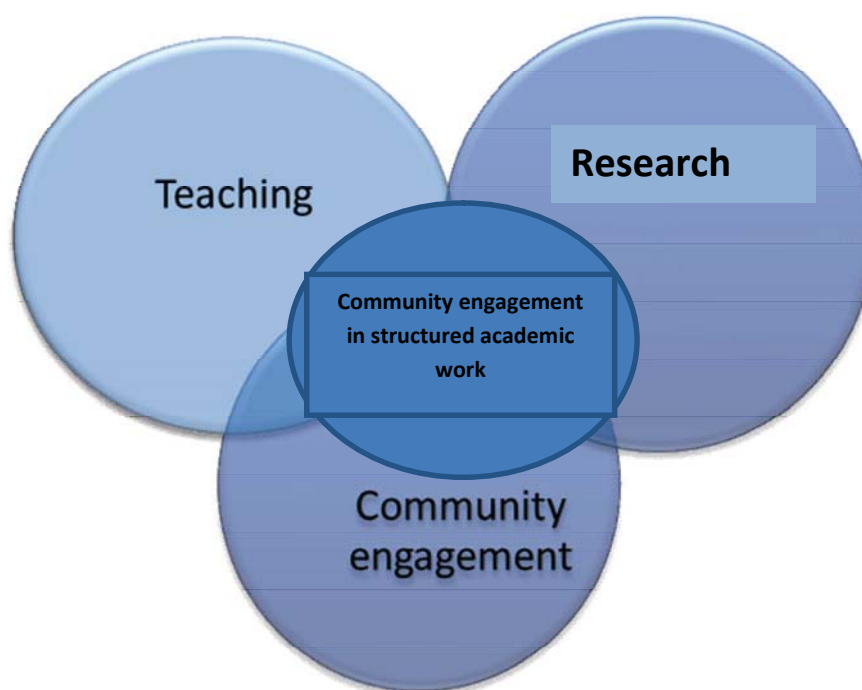 Teaching
Research
Community engagement
in structured academic
work
Community
engagement